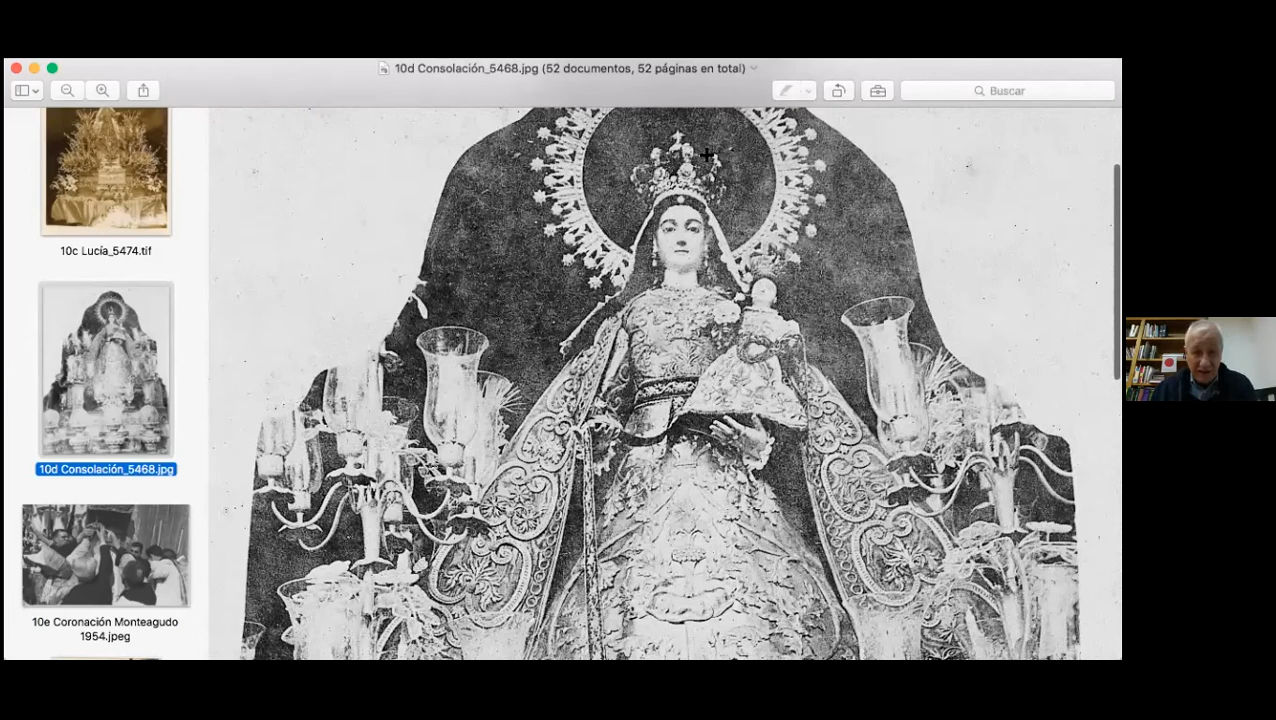 10d Consolación_5468.jpg (52 documentos, 52 páginas en total)
Buscar
10c Lucía_5474.tif
10d Consolación_5468.jpg
10e Coronación Monteagudo
1954.jpeg